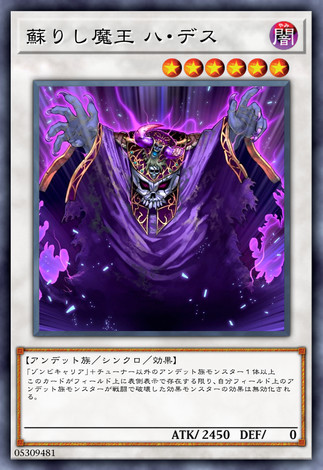 蘇りし魔王 ハ・デス
やみ
闇
【アンデット族／シンクロ／効果】
「ゾンビキャリア」＋チューナー以外のアンデット族モンスター１体以上
このカードがフィールド上に表側表示で存在する限り、自分フィールド上のアン
デット族モンスターが戦闘で破壊した効果モンスターの効果は無効化され
る。
ATK/ 2450 DEF/ 0
05309481